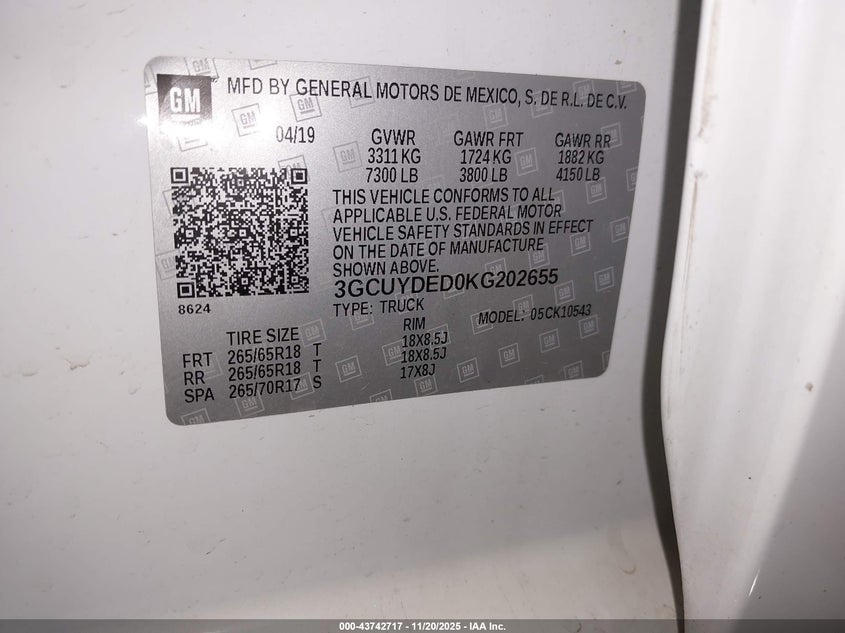 GM MFD BY GENERAL MOTORS DE MEXICO, S. DE R.L. DE C.V.
04/19 GVWR GAWR FRT GAWR RR
3311 KG 1724 KG 1882 KG
7300 LB 3800 LB 4150 LB
THIS VEHICLE CONFORMS TO ALL
APPLICABLE U.S. FEDERAL MOTOR
VEHICLE SAFETY STANDARDS IN EFFECT
ON THE DATE OF MANUFACTURE
SHOWN ABOVE.
3GCUYDED0KG202655
8624
TYPE: TRUCK MODEL: 05CK10543
TIRE SIZE RIM
FRT 265/65R18 T 18X8.5J
RR 265/65R18 T 18X8.5J
SPA 265/70R17 S 17X8J
000-43742717 - 11/20/2025 - IAA Inc.